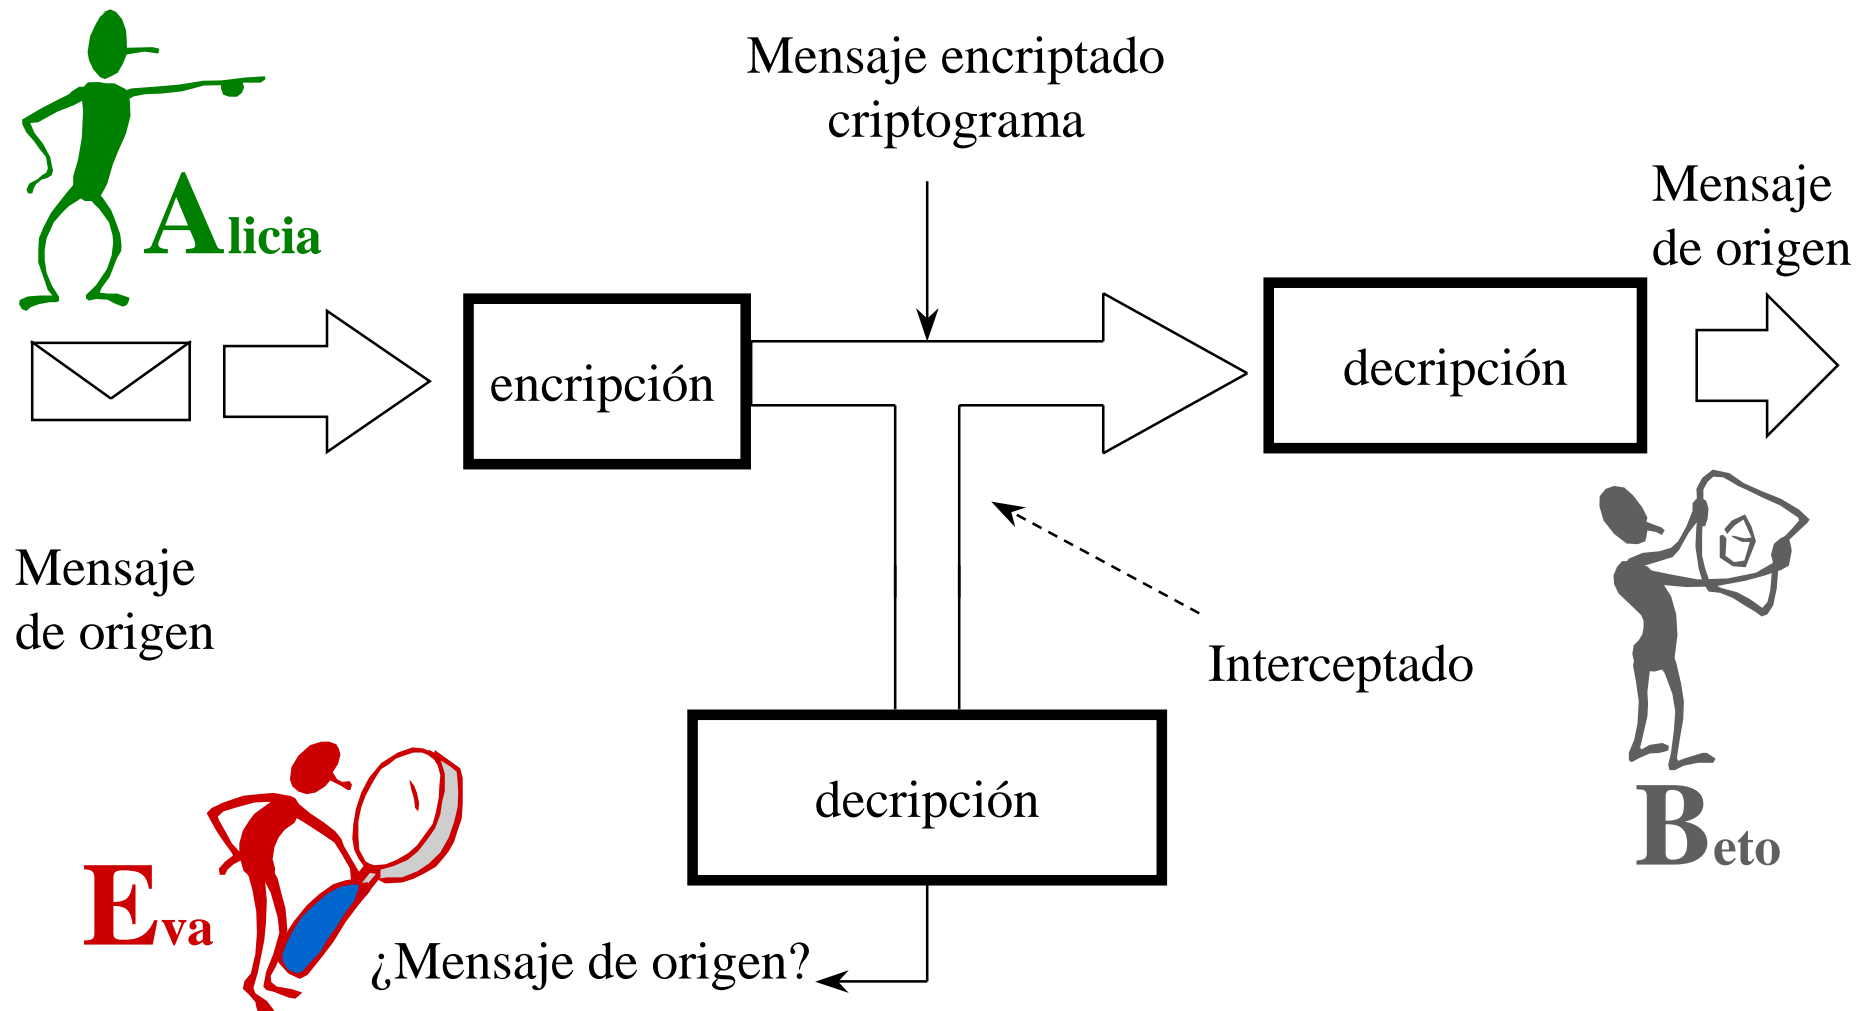 Mensaje encriptado
criptograma
Alicia
Mensaje
de origen
encripción
decripción
Mensaje
de origen
Interceptado
decripción
Beto
Eva
¿Mensaje de origen?